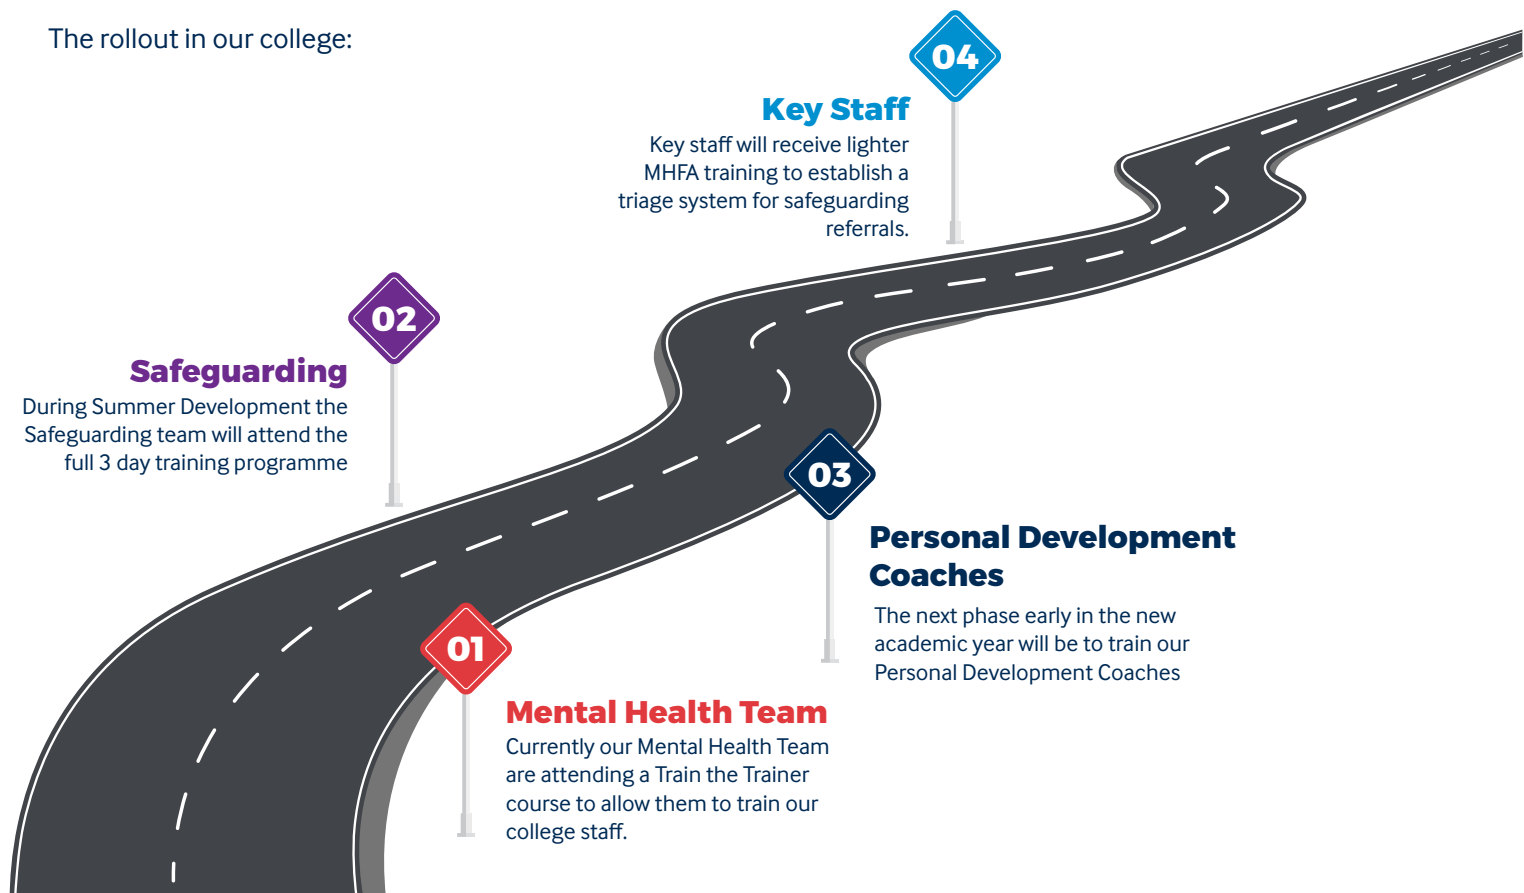 The rollout in our college:
04
Key Staff
Key staff will receive lighter
MHFA training to establish a
triage system for safeguarding
referrals.
02
Safeguarding
During Summer Development the
Safeguarding team will attend the
full 3 day training programme
03
Personal Development
Coaches
The next phase early in the new
academic year will be to train our
Personal Development Coaches
01
Mental Health Team
Currently our Mental Health Team
are attending a Train the Trainer
course to allow them to train our
college staff.